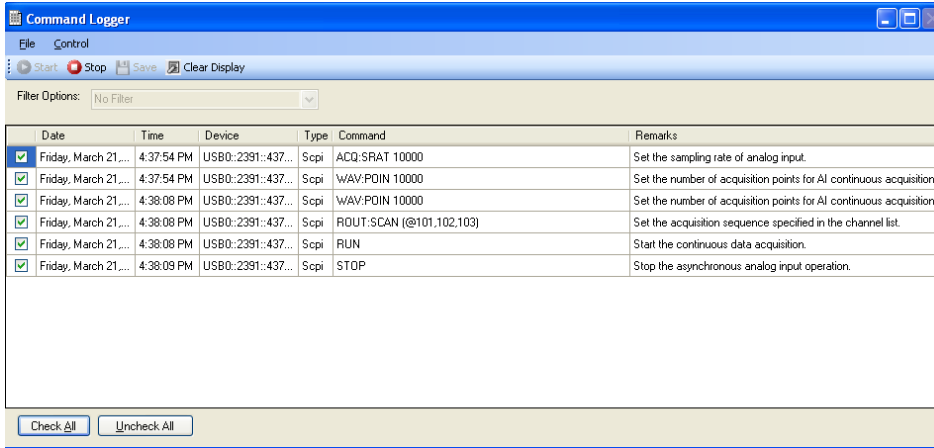 Command Logger
File Control
Start Stop Save Clear Display
Filter Options: No Filter
Date Time Device Type Command Remarks
Friday, March 21,... 4:37:54 PM USB0::2391::437... Scpi ACQ:SRAT 10000 Set the sampling rate of analog input.
Friday, March 21,... 4:37:54 PM USB0::2391::437... Scpi WAV:POIN 10000 Set the number of acquisition points for AI continuous acquisition
Friday, March 21,... 4:38:08 PM USB0::2391::437... Scpi WAV:POIN 10000 Set the number of acquisition points for AI continuous acquisition
Friday, March 21,... 4:38:08 PM USB0::2391::437... Scpi ROUT:SCAN (@101,102,103) Set the acquisition sequence specified in the channel list.
Friday, March 21,... 4:38:08 PM USB0::2391::437... Scpi RUN Start the continuous data acquisition.
Friday, March 21,... 4:38:09 PM USB0::2391::437... Scpi STOP Stop the asynchronous analog input operation.
Check All Uncheck All